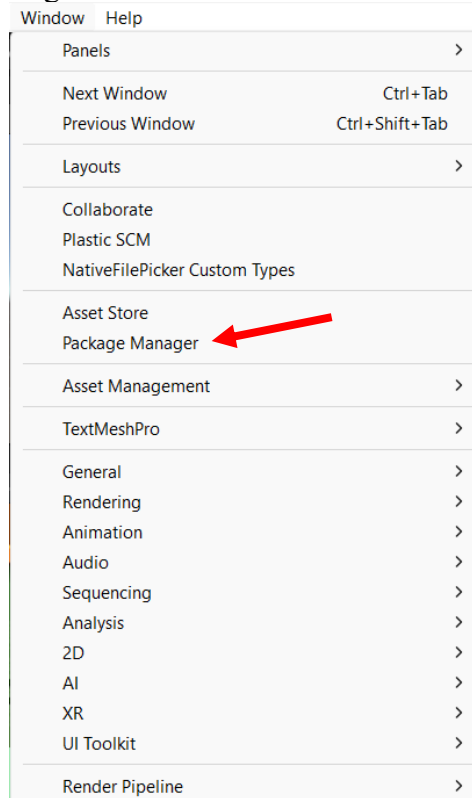 Window Help
Panels
Next Window Ctrl+Tab
Previous Window Ctrl+Shift+Tab
Layouts
Collaborate
Plastic SCM
NativeFilePicker Custom Types
Asset Store
Package Manager
Asset Management
TextMeshPro
General
Rendering
Animation
Audio
Sequencing
Analysis
2D
AI
XR
UI Toolkit
Render Pipeline